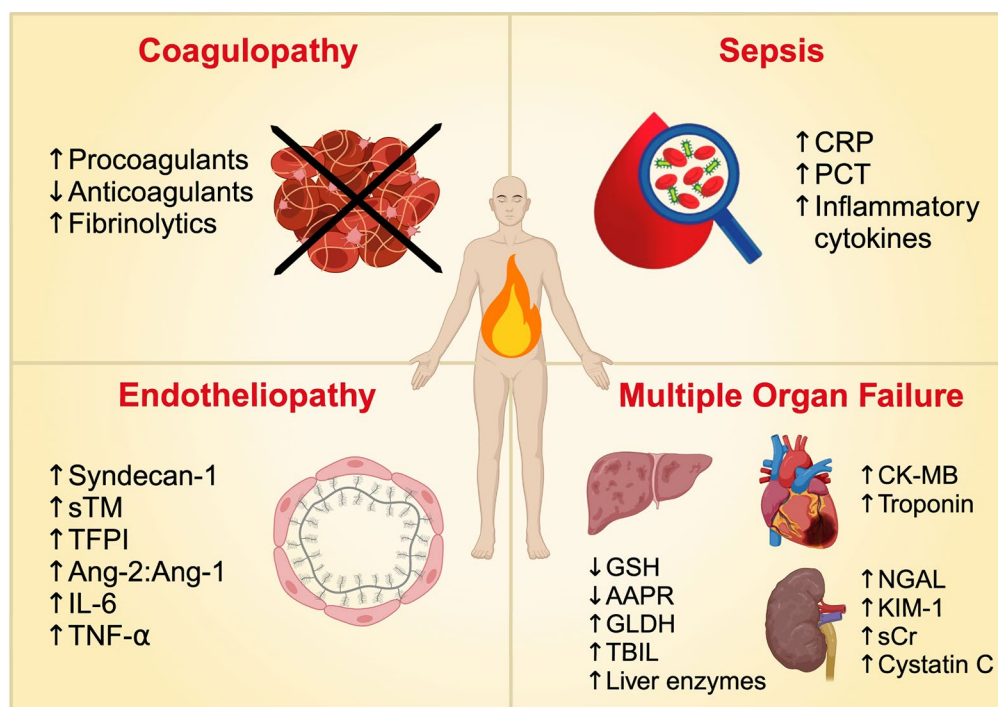 Coagulopathy
↑Procoagulants
↓Anticoagulants
↑Fibrinolytics
Sepsis
↑CRP
↑PCT
↑Inflammatory
cytokines
Endotheliopathy
↑Syndecan-1
↑sTM
↑TFPI
↑Ang-2:Ang-1
↑IL-6
↑TNF-α
Multiple Organ Failure
↓GSH
↓AAPR
↑GLDH
↑TBIL
↑Liver enzymes
↑CK-MB
↑Troponin
↑NGAL
↑KIM-1
↑sCr
↑Cystatin C